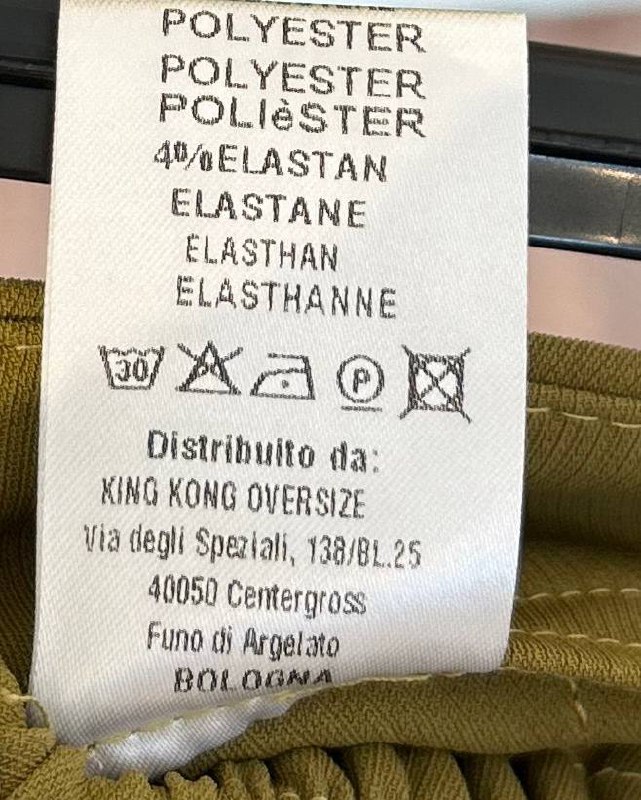 POLYESTER
POLYESTER
POLIèSTER
4%ELASTAN
ELASTANE
ELASTHAN
ELASTHANNE
30 P
Distribuito da:
KING KONG OVERSIZE
Via degli Speziali, 138/BL.25
40050 Centergross
Funo di Argelato
BOLOGNA